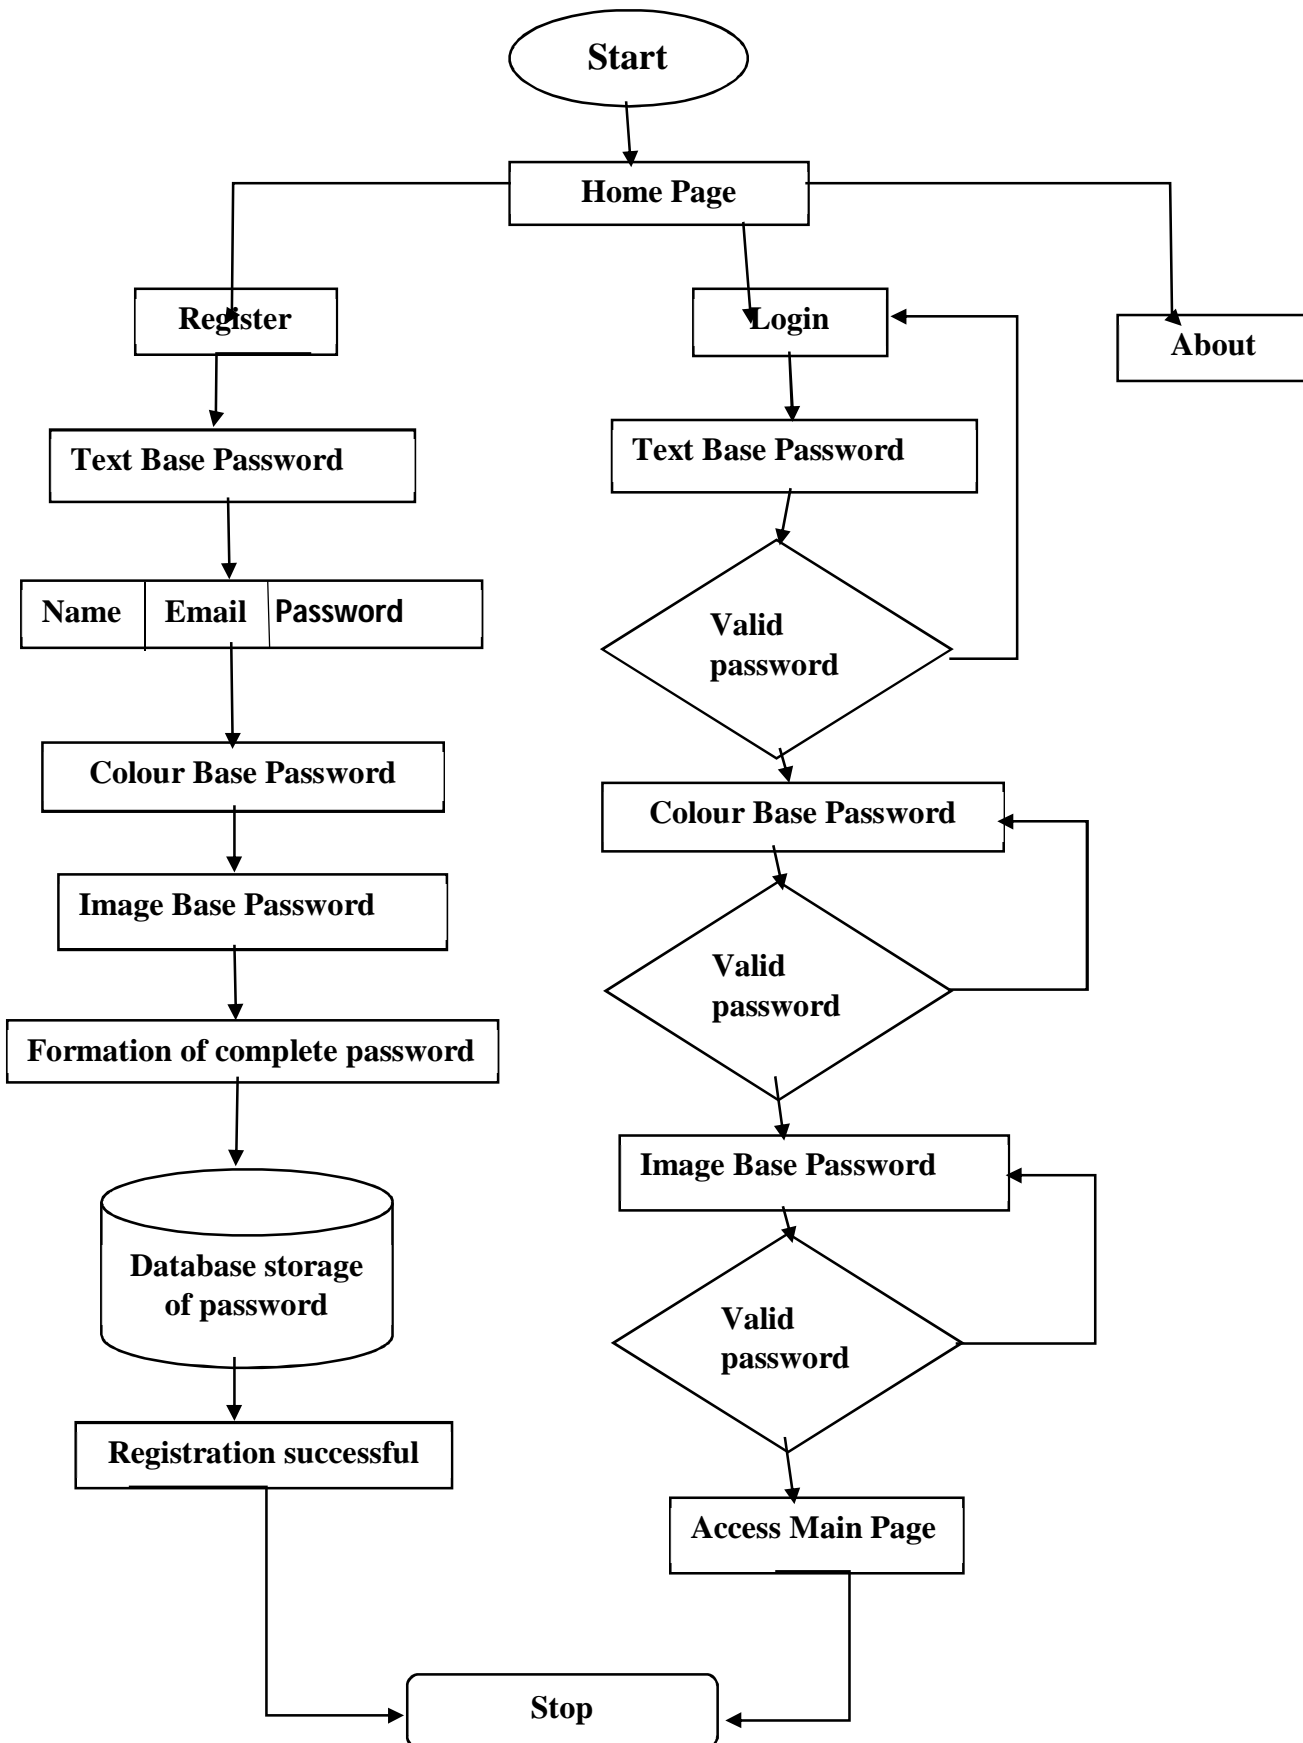 Start
Home Page
Register
Login
About
Text Base Password
Text Base Password
Name Email Password
Valid
password
Colour Base Password
Colour Base Password
Image Base Password
Valid
password
Formation of complete password
Image Base Password
Database storage
of password
Valid
password
Registration successful
Access Main Page
Stop